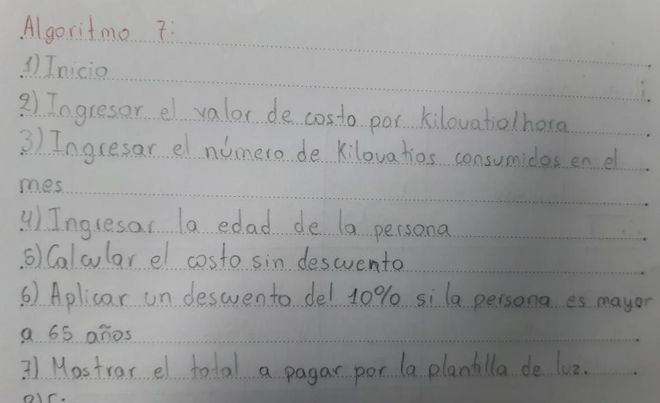 Algoritmo 7:
1) Inicio
2) Ingresar el valor de costo por kilovatio/hora
3) Ingresar el número de kilovatios consumidos en el
mes
4) Ingresar la edad de la persona
5) Calcular el costo sin descuento
6) Aplicar un descuento del 10% si la persona es mayor
a 65 años
7) Mostrar el total a pagar por la plantilla de luz.